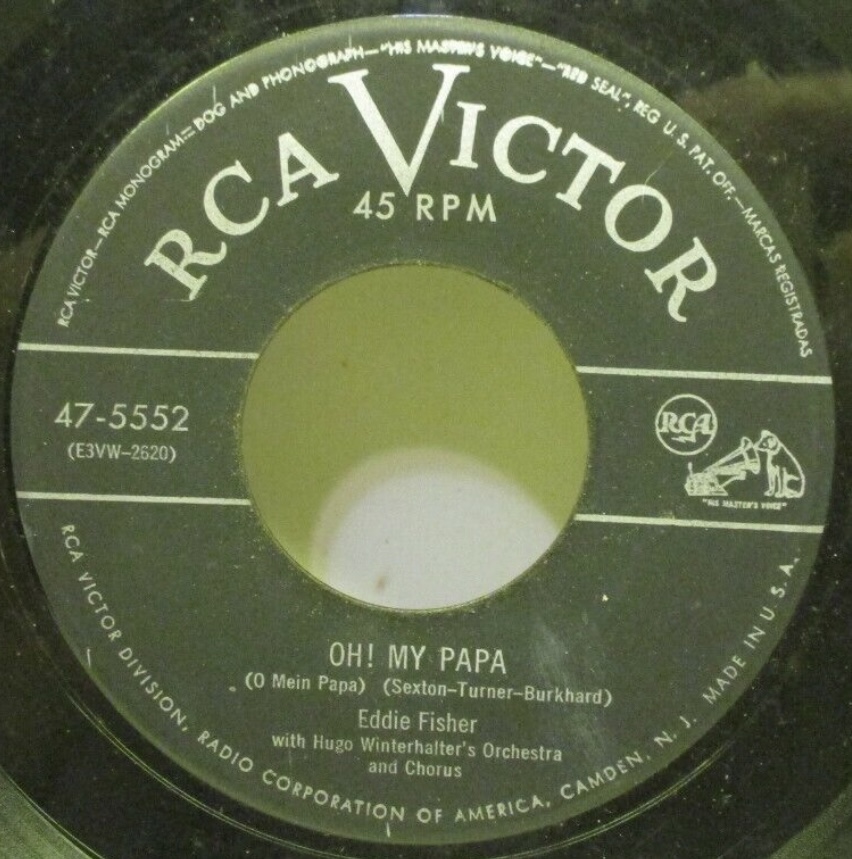 RCA VICTOR—RCA MONOGRAM—DOG AND PHONOGRAPH—"HIS MASTER'S VOICE"—"RED SEAL", REG U.S. PAT. OFF.—MARCAS REGISTRADAS
RCA VICTOR
45 RPM
47-5552
(E3VW-2620)
RCA
"HIS MASTER'S VOICE"
OH! MY PAPA
(O Mein Papa) (Sexton-Turner-Burkhard)
Eddie Fisher
with Hugo Winterhalter's Orchestra
and Chorus
RCA VICTOR DIVISION, RADIO CORPORATION OF AMERICA, CAMDEN, N. J. MADE IN U.S.A.